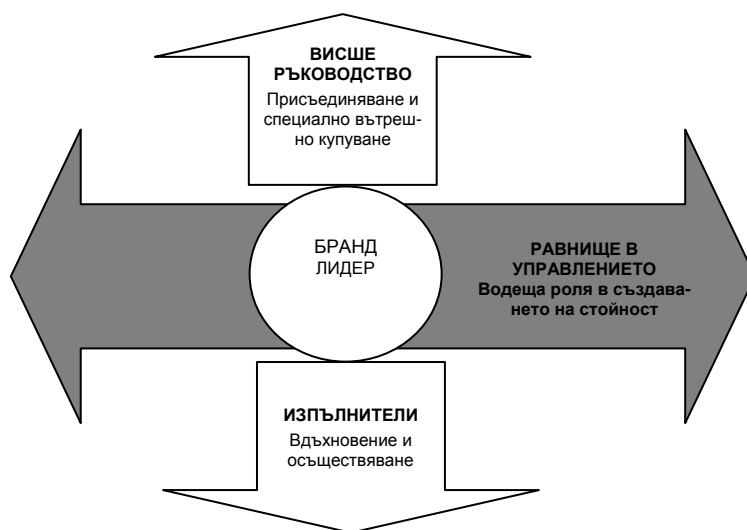 ВИСШЕ
РЪКОВОДСТВО
Присъединяване и
специално вътреш-
но купуване
БРАНД
ЛИДЕР
РАВНИЩЕ В
УПРАВЛЕНИЕТО
Водеща роля в създава-
нето на стойност
ИЗПЪЛНИТЕЛИ
Вдъхновение и
осъществяване